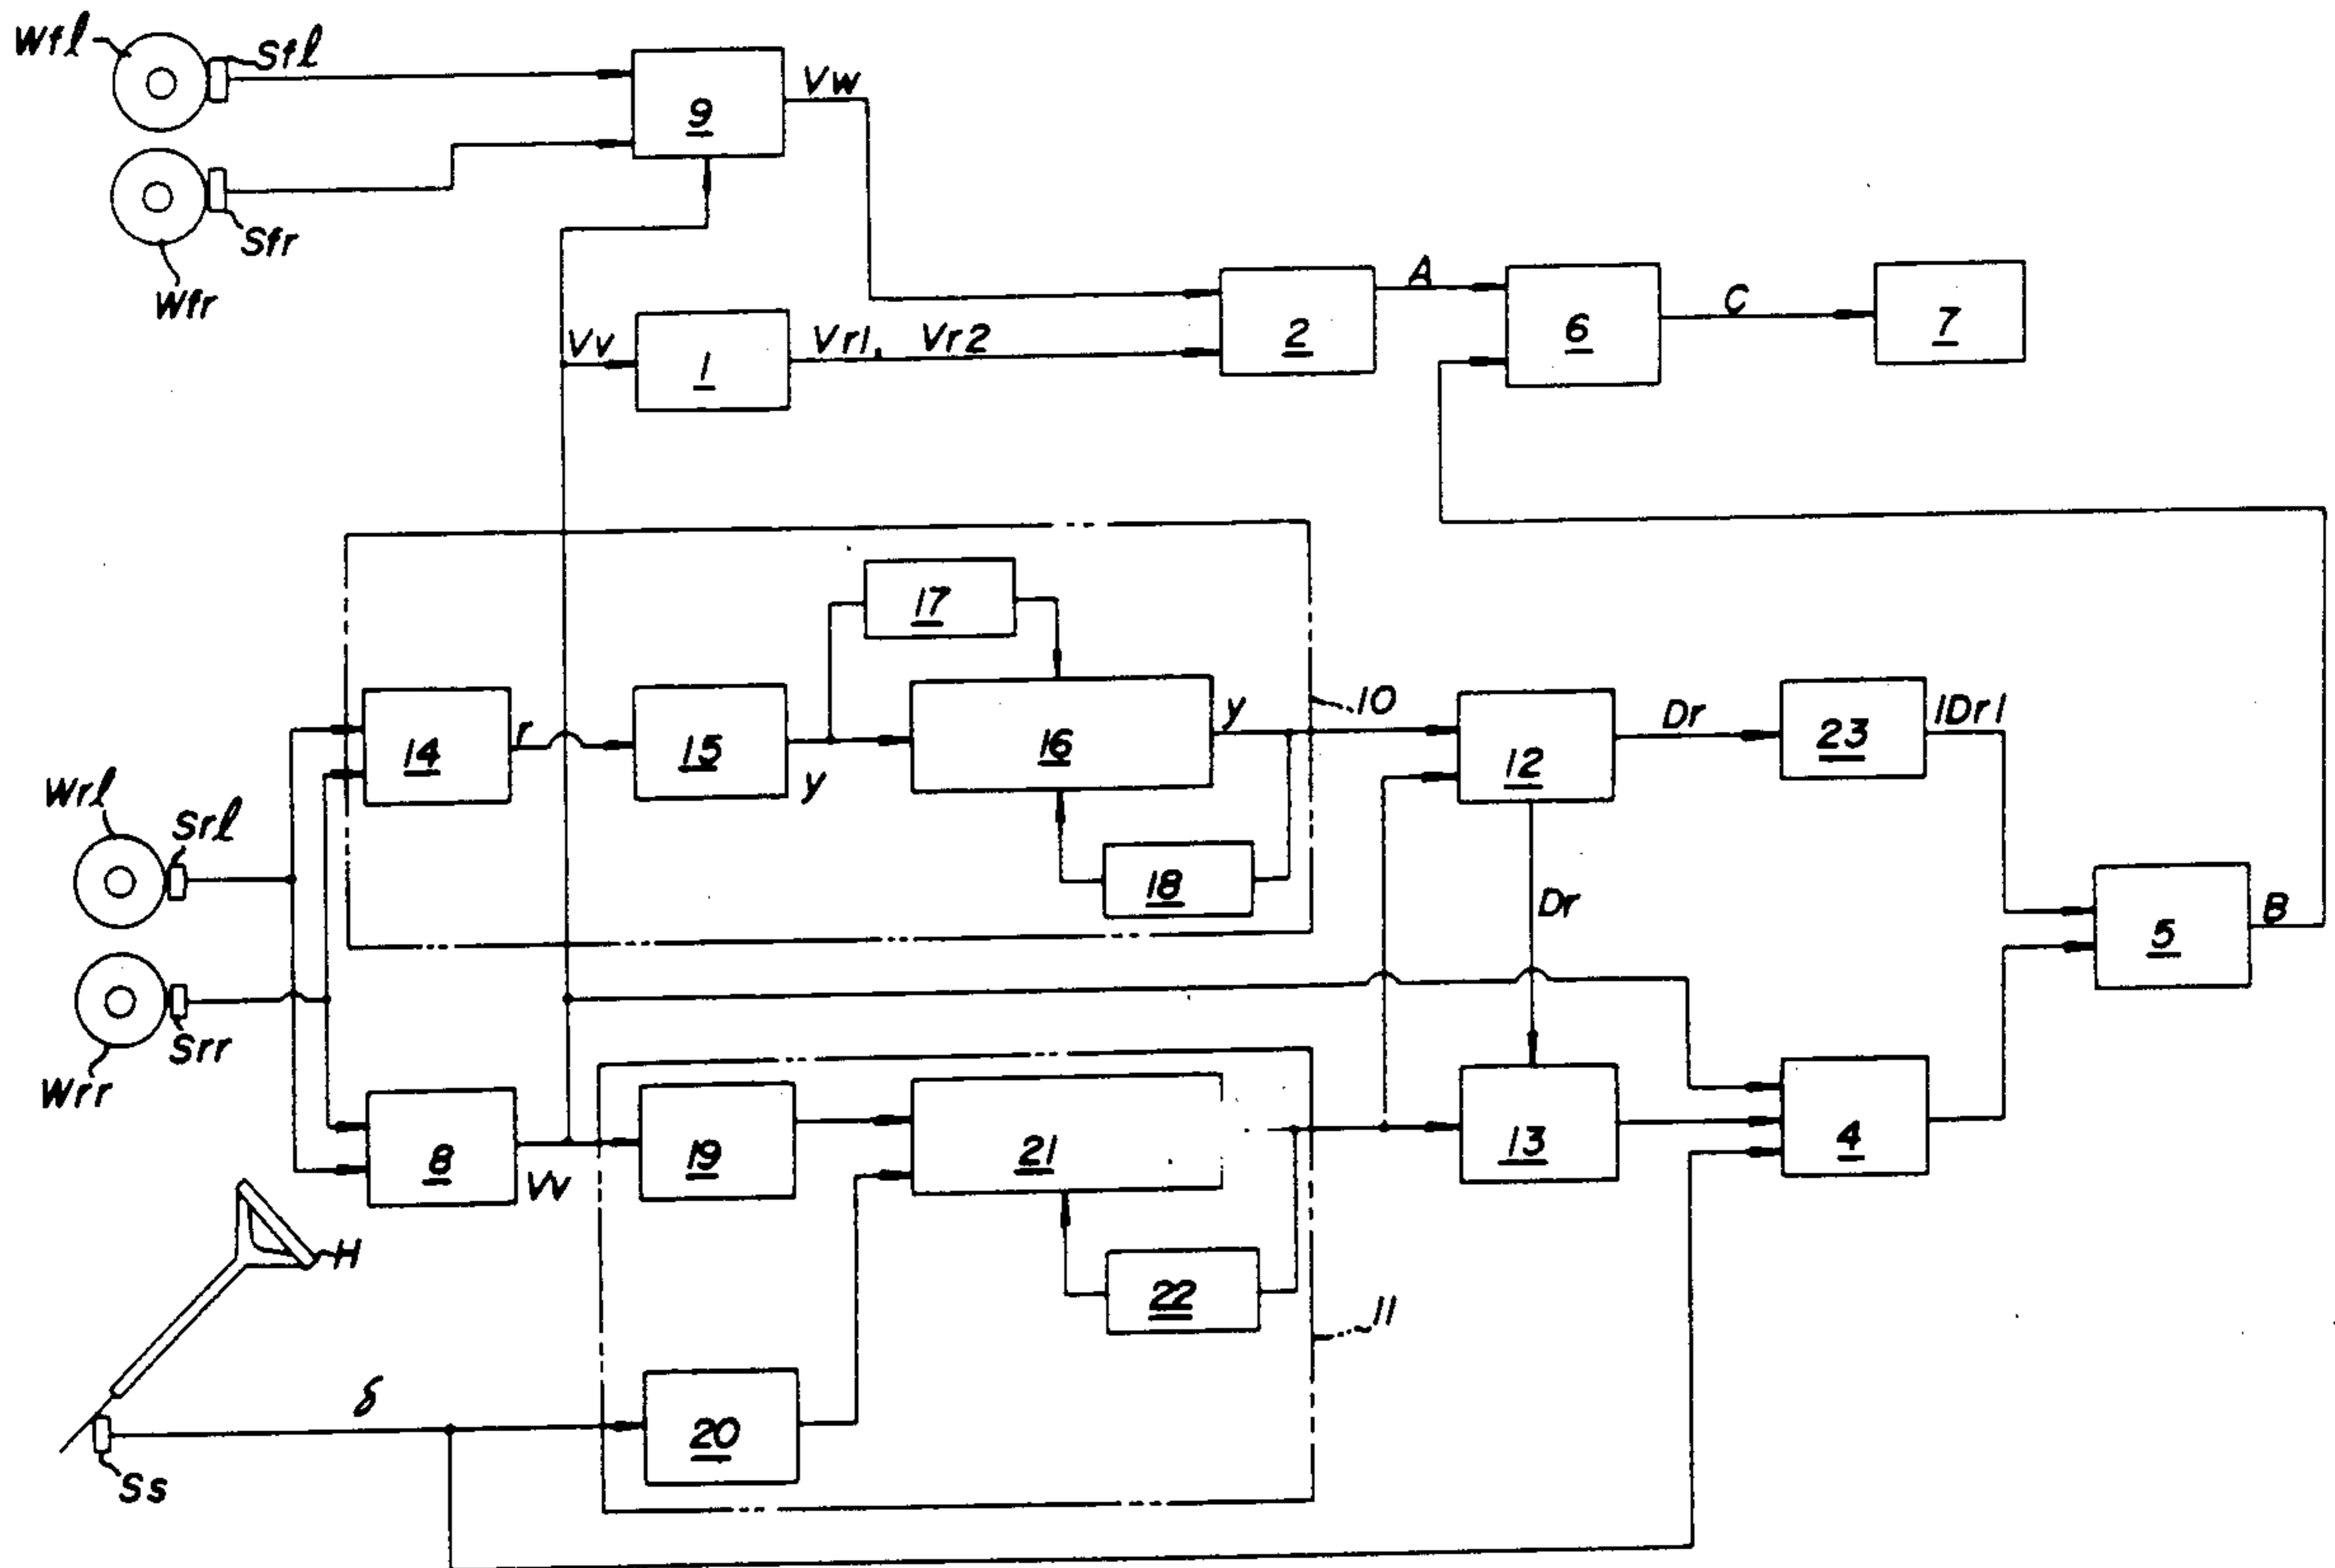 Wfl
Sfl
9
Vw
Sfr
Wfr
Vv
1
Vr1, Vr2
2
A
6
C
7
17
14
r
15
y
16
y
10
12
Dr
23
|Dr|
18
Dr
5
B
Wrl
Srl
Srr
Wrr
8
Vv
19
21
13
4
22
11
H
δ
20
Ss